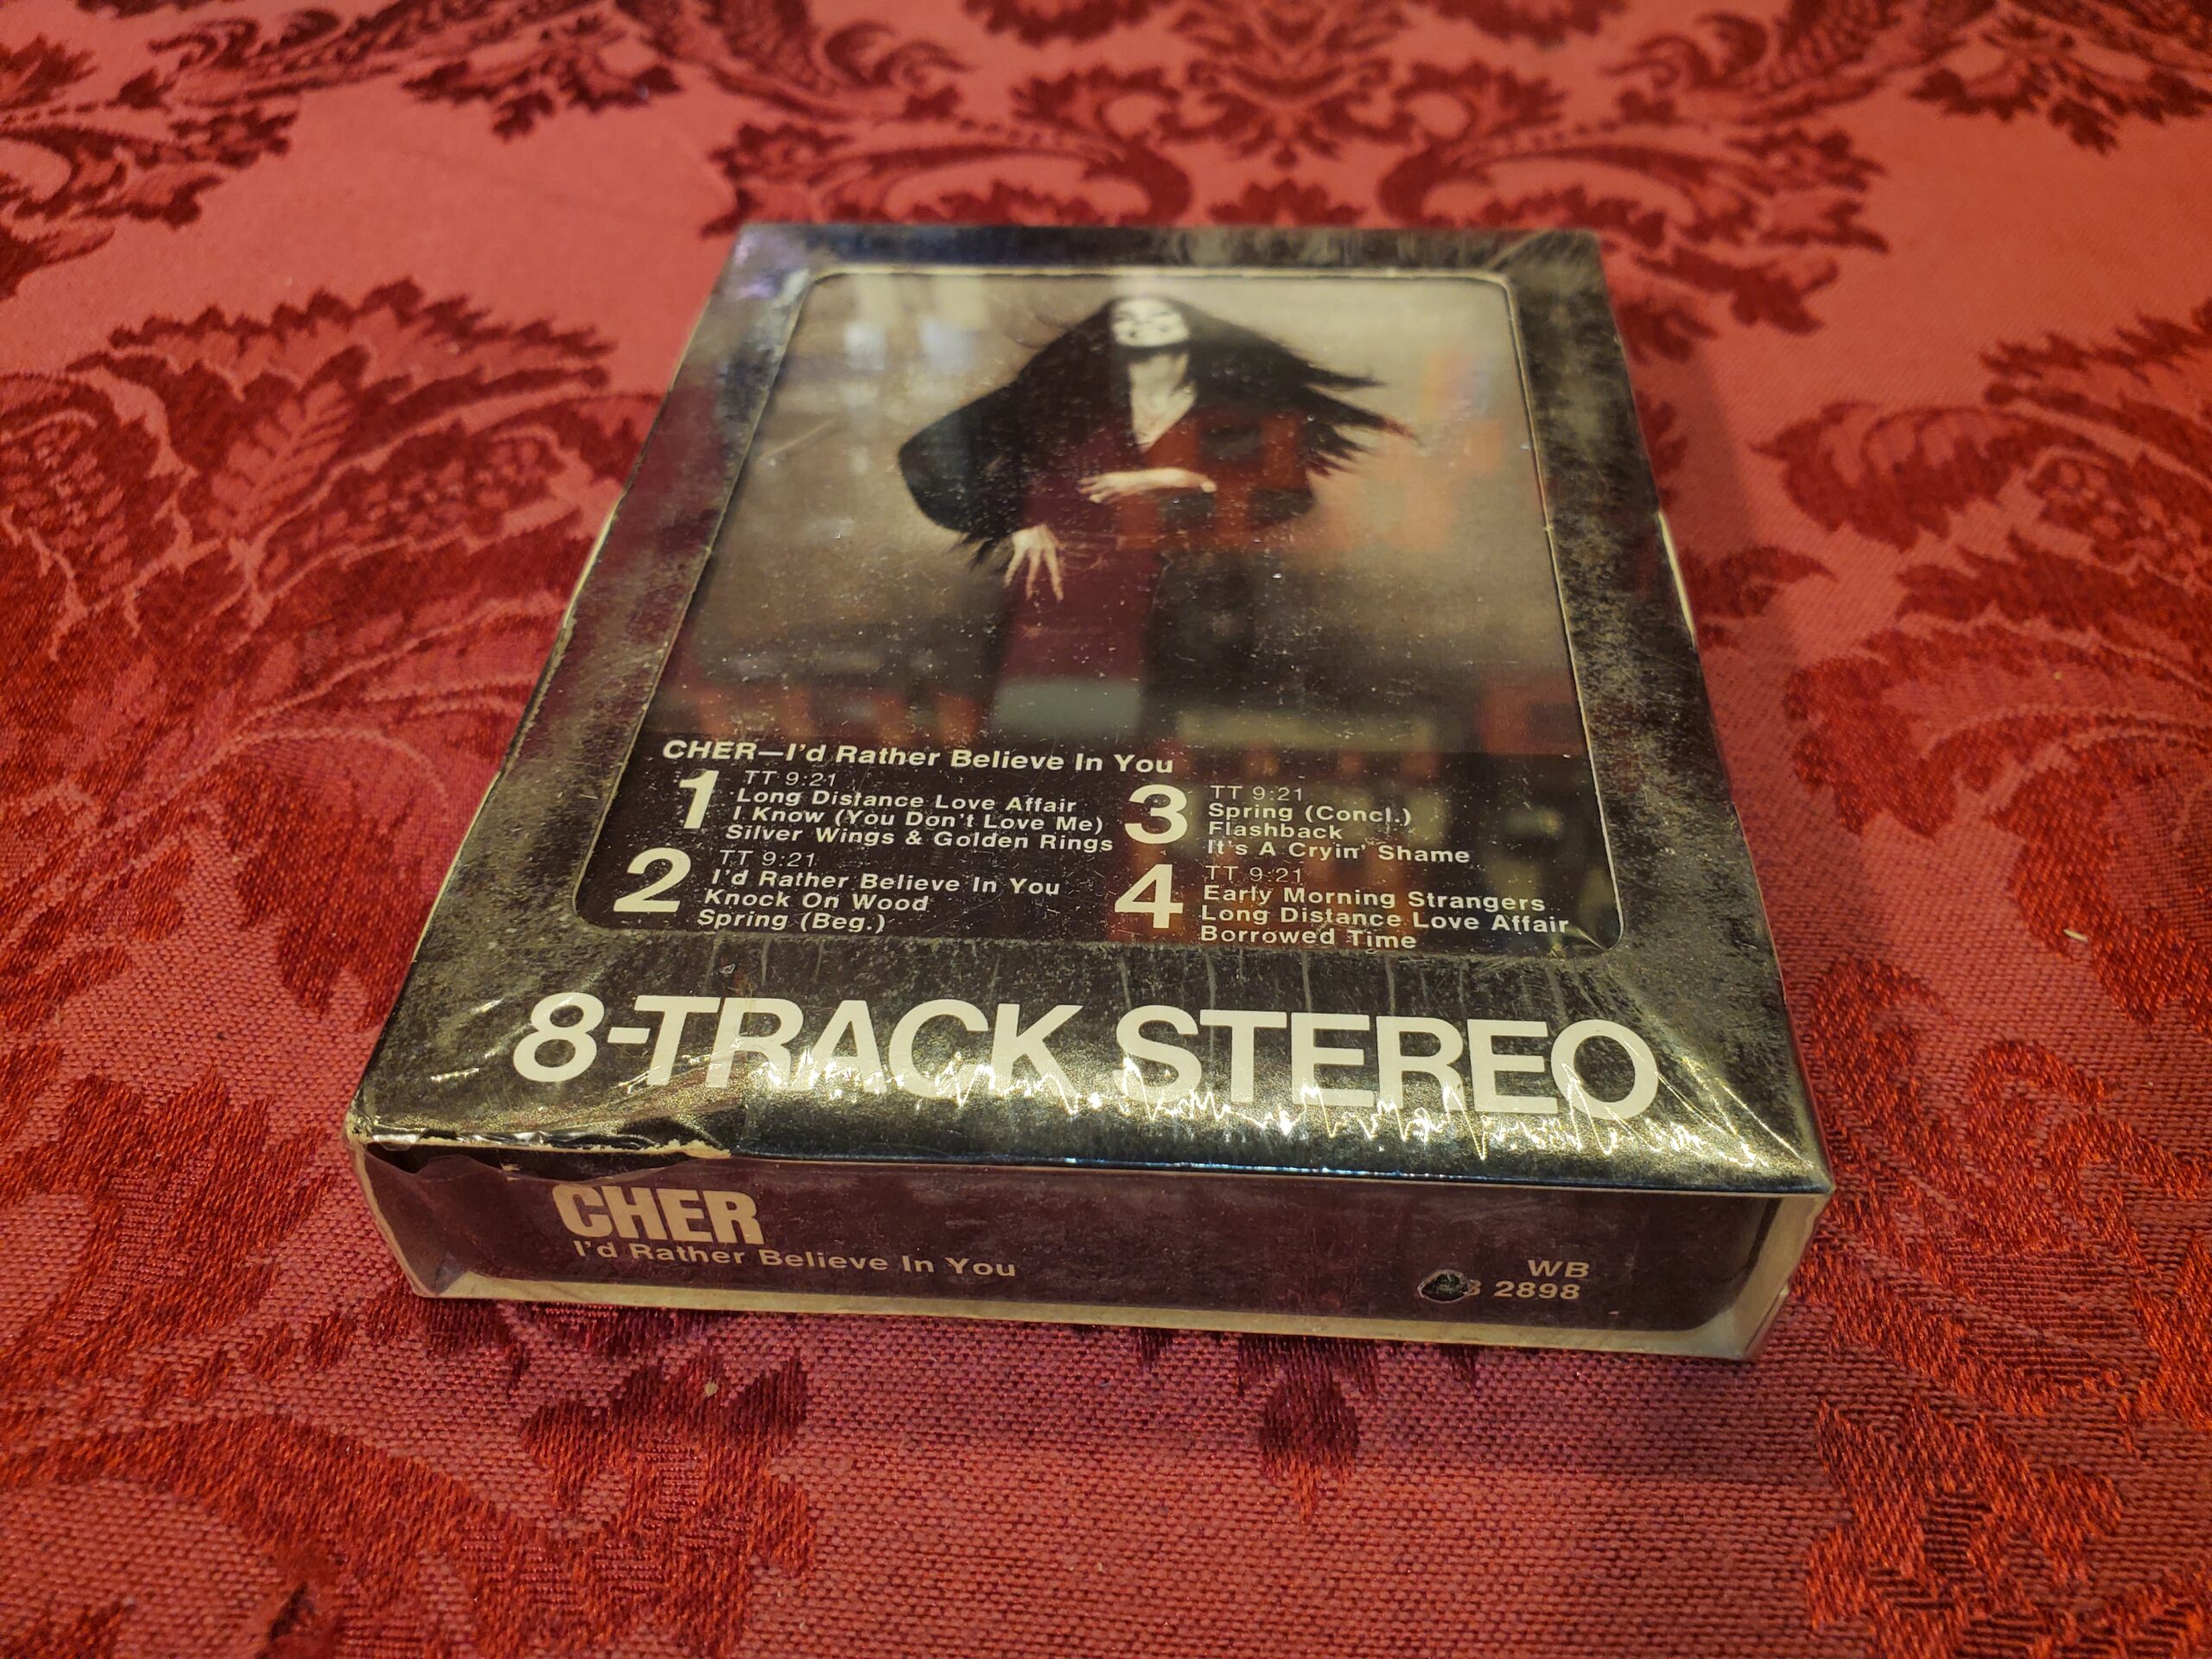 CHER—I'd Rather Believe In You
1 TT 9:21
Long Distance Love Affair
I Know (You Don't Love Me)
Silver Wings & Golden Rings
2 TT 9:21
I'd Rather Believe In You
Knock On Wood
Spring (Beg.)
3 TT 9:21
Spring (Concl.)
Flashback
It's A Cryin' Shame
4 TT 9:21
Early Morning Strangers
Long Distance Love Affair
Borrowed Time
8-TRACK STEREO
CHER
I'd Rather Believe In You
WB
2898